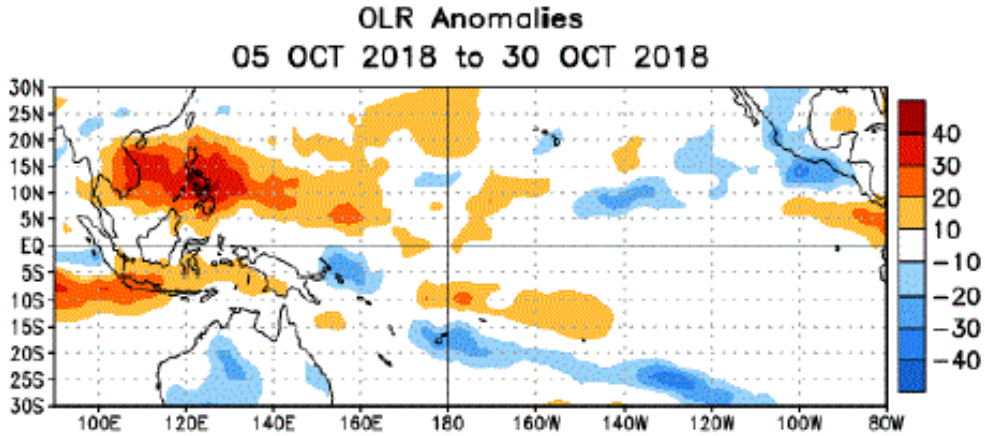 OLR Anomalies
05 OCT 2018 to 30 OCT 2018
30N
25N
20N
15N
10N
5N
EQ
5S
10S
15S
20S
25S
30S
100E 120E 140E 160E 180 160W 140W 120W 100W 80W
40
30
20
10
-10
-20
-30
-40